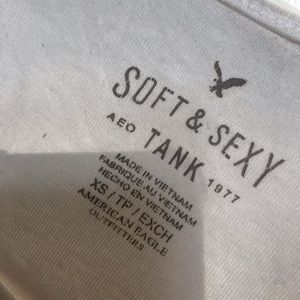 SOFT & SEXY
AEO TANK 1977
MADE IN VIETNAM
FABRIQUE AU VIETNAM
HECHO EN VIETNAM
XS / TP / EXCH
AMERICAN EAGLE
OUTFITTERS